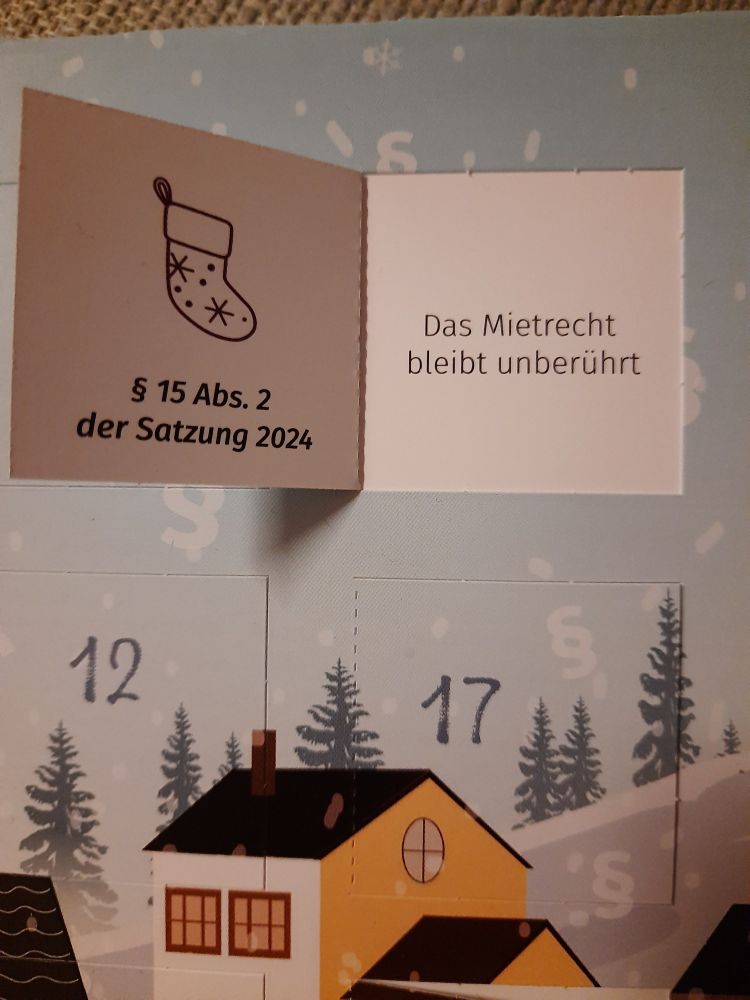 § 15 Abs. 2
der Satzung 2024
Das Mietrecht
bleibt unberührt
12
17
§
§
§
§
§